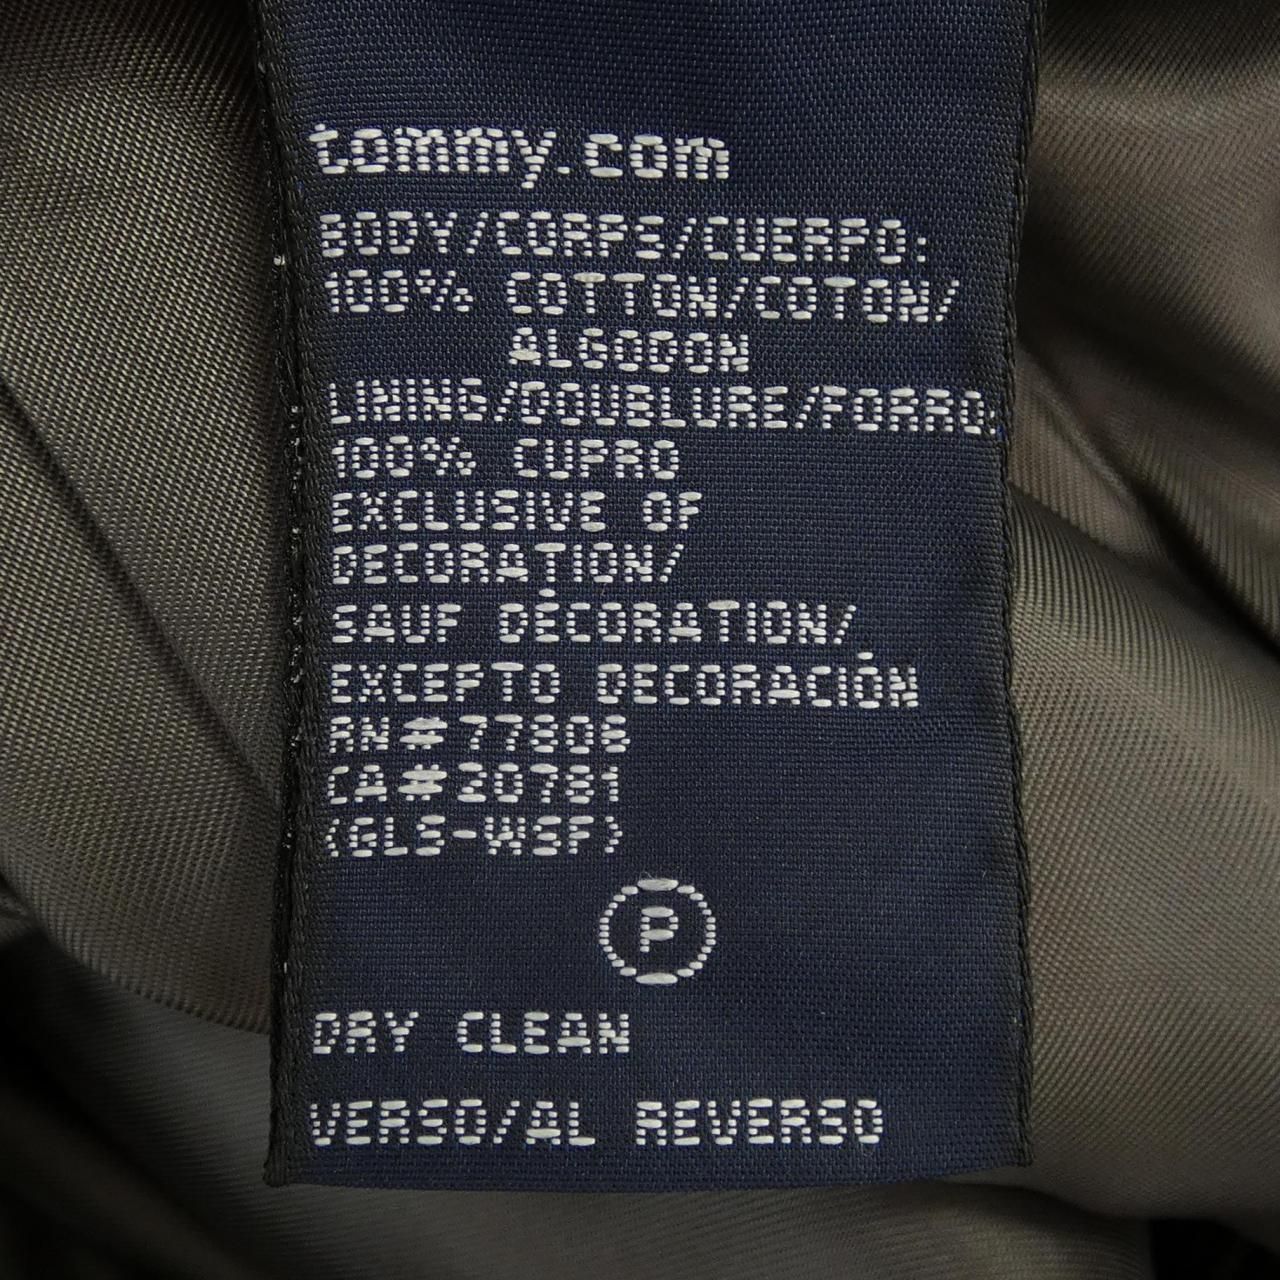 tommy.com
BODY/CORPS/CUERPO:
100% COTTON/COTON/
ALGODON
LINING/DOUBLURE/FORRO:
100% CUPRO
EXCLUSIVE OF
DECORATION/
SAUF DÉCORATION/
EXCEPTO DECORACIÓN
RN#77806
CA#20781
(GLS-WSF)
P
DRY CLEAN
VERSO/AL REVERSO